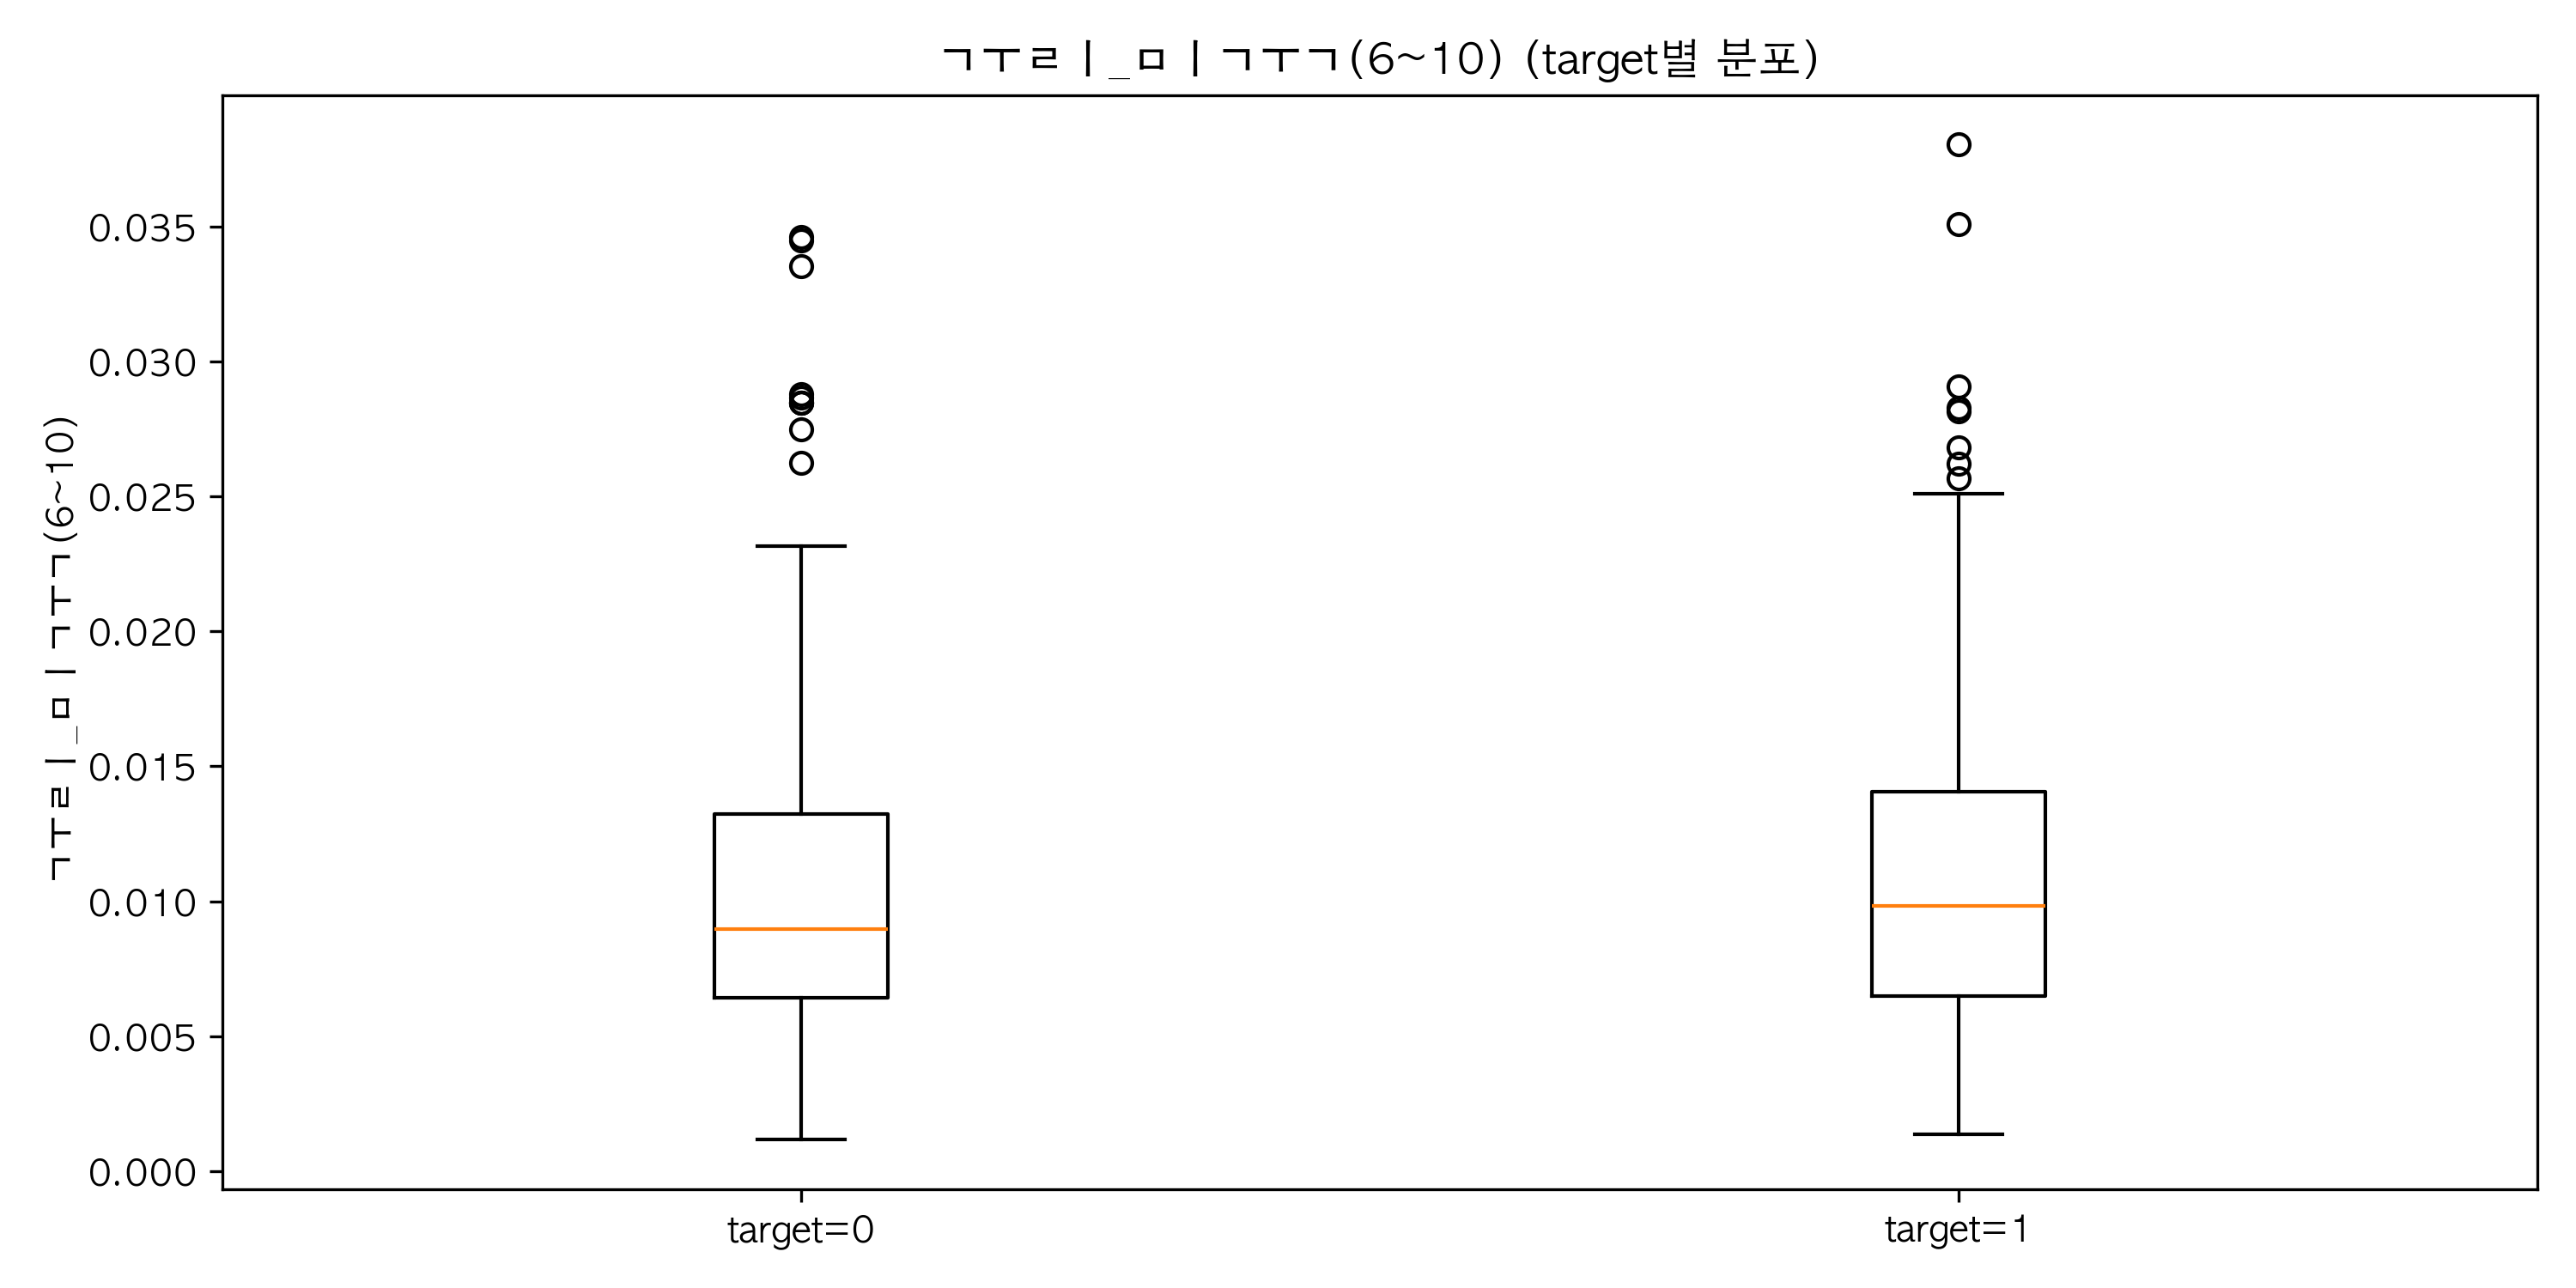 ㄱㅜㄹㅣ_ㅁㅣㄱㅜㄱ(6~10) (target별 분포)
ㄱㅜㄹㅣ_ㅁㅣㄱㅜㄱ(6~10)
0.035
0.030
0.025
0.020
0.015
0.010
0.005
0.000
target=0
target=1